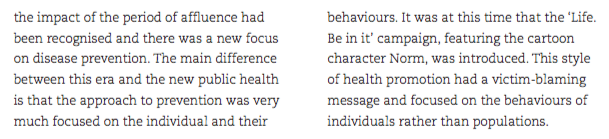 the impact of the period of affluence had
been recognised and there was a new focus
on disease prevention. The main difference
between this era and the new public health
is that the approach to prevention was very
much focused on the individual and their
behaviours. It was at this time that the ‘Life.
Be in it’ campaign, featuring the cartoon
character Norm, was introduced. This style
of health promotion had a victim-blaming
message and focused on the behaviours of
individuals rather than populations.